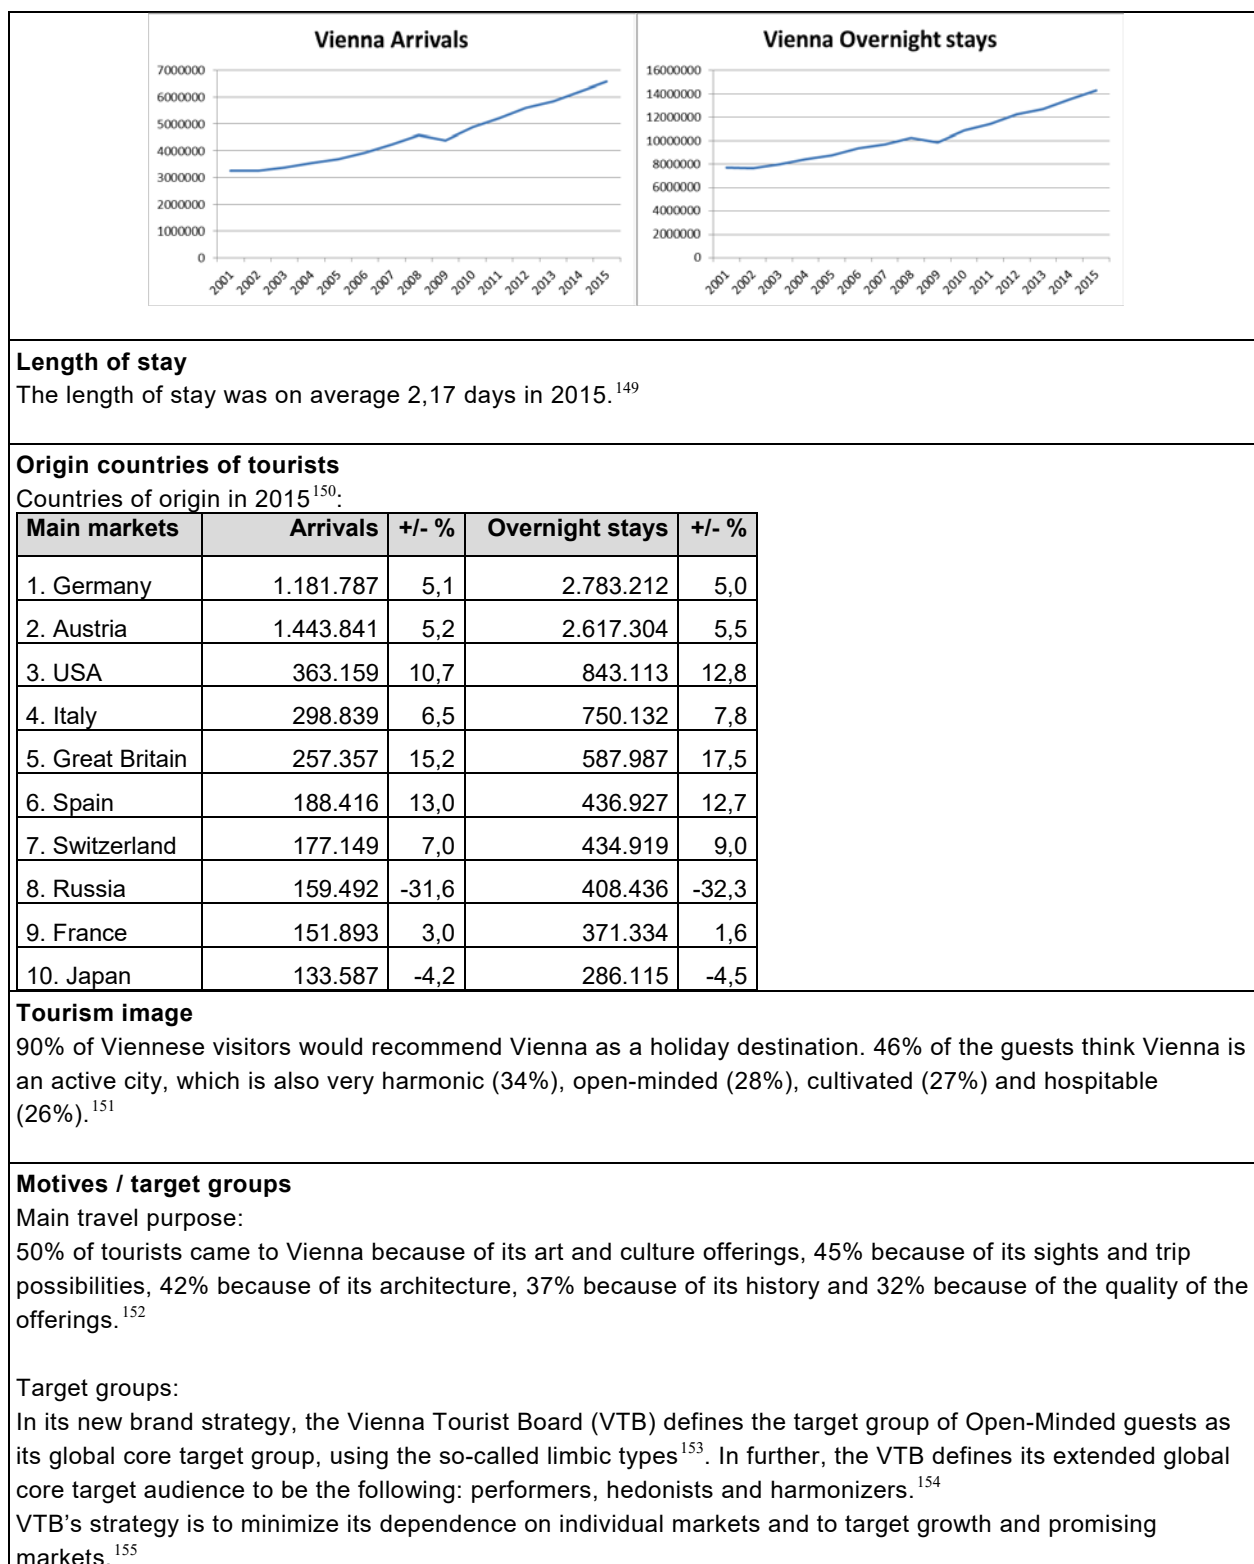 Vienna Arrivals
7000000
6000000
5000000
4000000
3000000
2000000
1000000
0
2001 2002 2003 2004 2005 2006 2007 2008 2009 2010 2011 2012 2013 2014 2015
Vienna Overnight stays
16000000
14000000
12000000
10000000
8000000
6000000
4000000
2000000
0
2001 2002 2003 2004 2005 2006 2007 2008 2009 2010 2011 2012 2013 2014 2015
Length of stay
The length of stay was on average 2,17 days in 2015.149
Origin countries of tourists
Countries of origin in 2015150:
Main markets Arrivals +/- % Overnight stays +/- %
1. Germany 1.181.787 5,1 2.783.212 5,0
2. Austria 1.443.841 5,2 2.617.304 5,5
3. USA 363.159 10,7 843.113 12,8
4. Italy 298.839 6,5 750.132 7,8
5. Great Britain 257.357 15,2 587.987 17,5
6. Spain 188.416 13,0 436.927 12,7
7. Switzerland 177.149 7,0 434.919 9,0
8. Russia 159.492 -31,6 408.436 -32,3
9. France 151.893 3,0 371.334 1,6
10. Japan 133.587 -4,2 286.115 -4,5
Tourism image
90% of Viennese visitors would recommend Vienna as a holiday destination. 46% of the guests think Vienna is
an active city, which is also very harmonic (34%), open-minded (28%), cultivated (27%) and hospitable
(26%).151
Motives / target groups
Main travel purpose:
50% of tourists came to Vienna because of its art and culture offerings, 45% because of its sights and trip
possibilities, 42% because of its architecture, 37% because of its history and 32% because of the quality of the
offerings.152
Target groups:
In its new brand strategy, the Vienna Tourist Board (VTB) defines the target group of Open-Minded guests as
its global core target group, using the so-called limbic types153. In further, the VTB defines its extended global
core target audience to be the following: performers, hedonists and harmonizers.154
VTB's strategy is to minimize its dependence on individual markets and to target growth and promising
markets.155